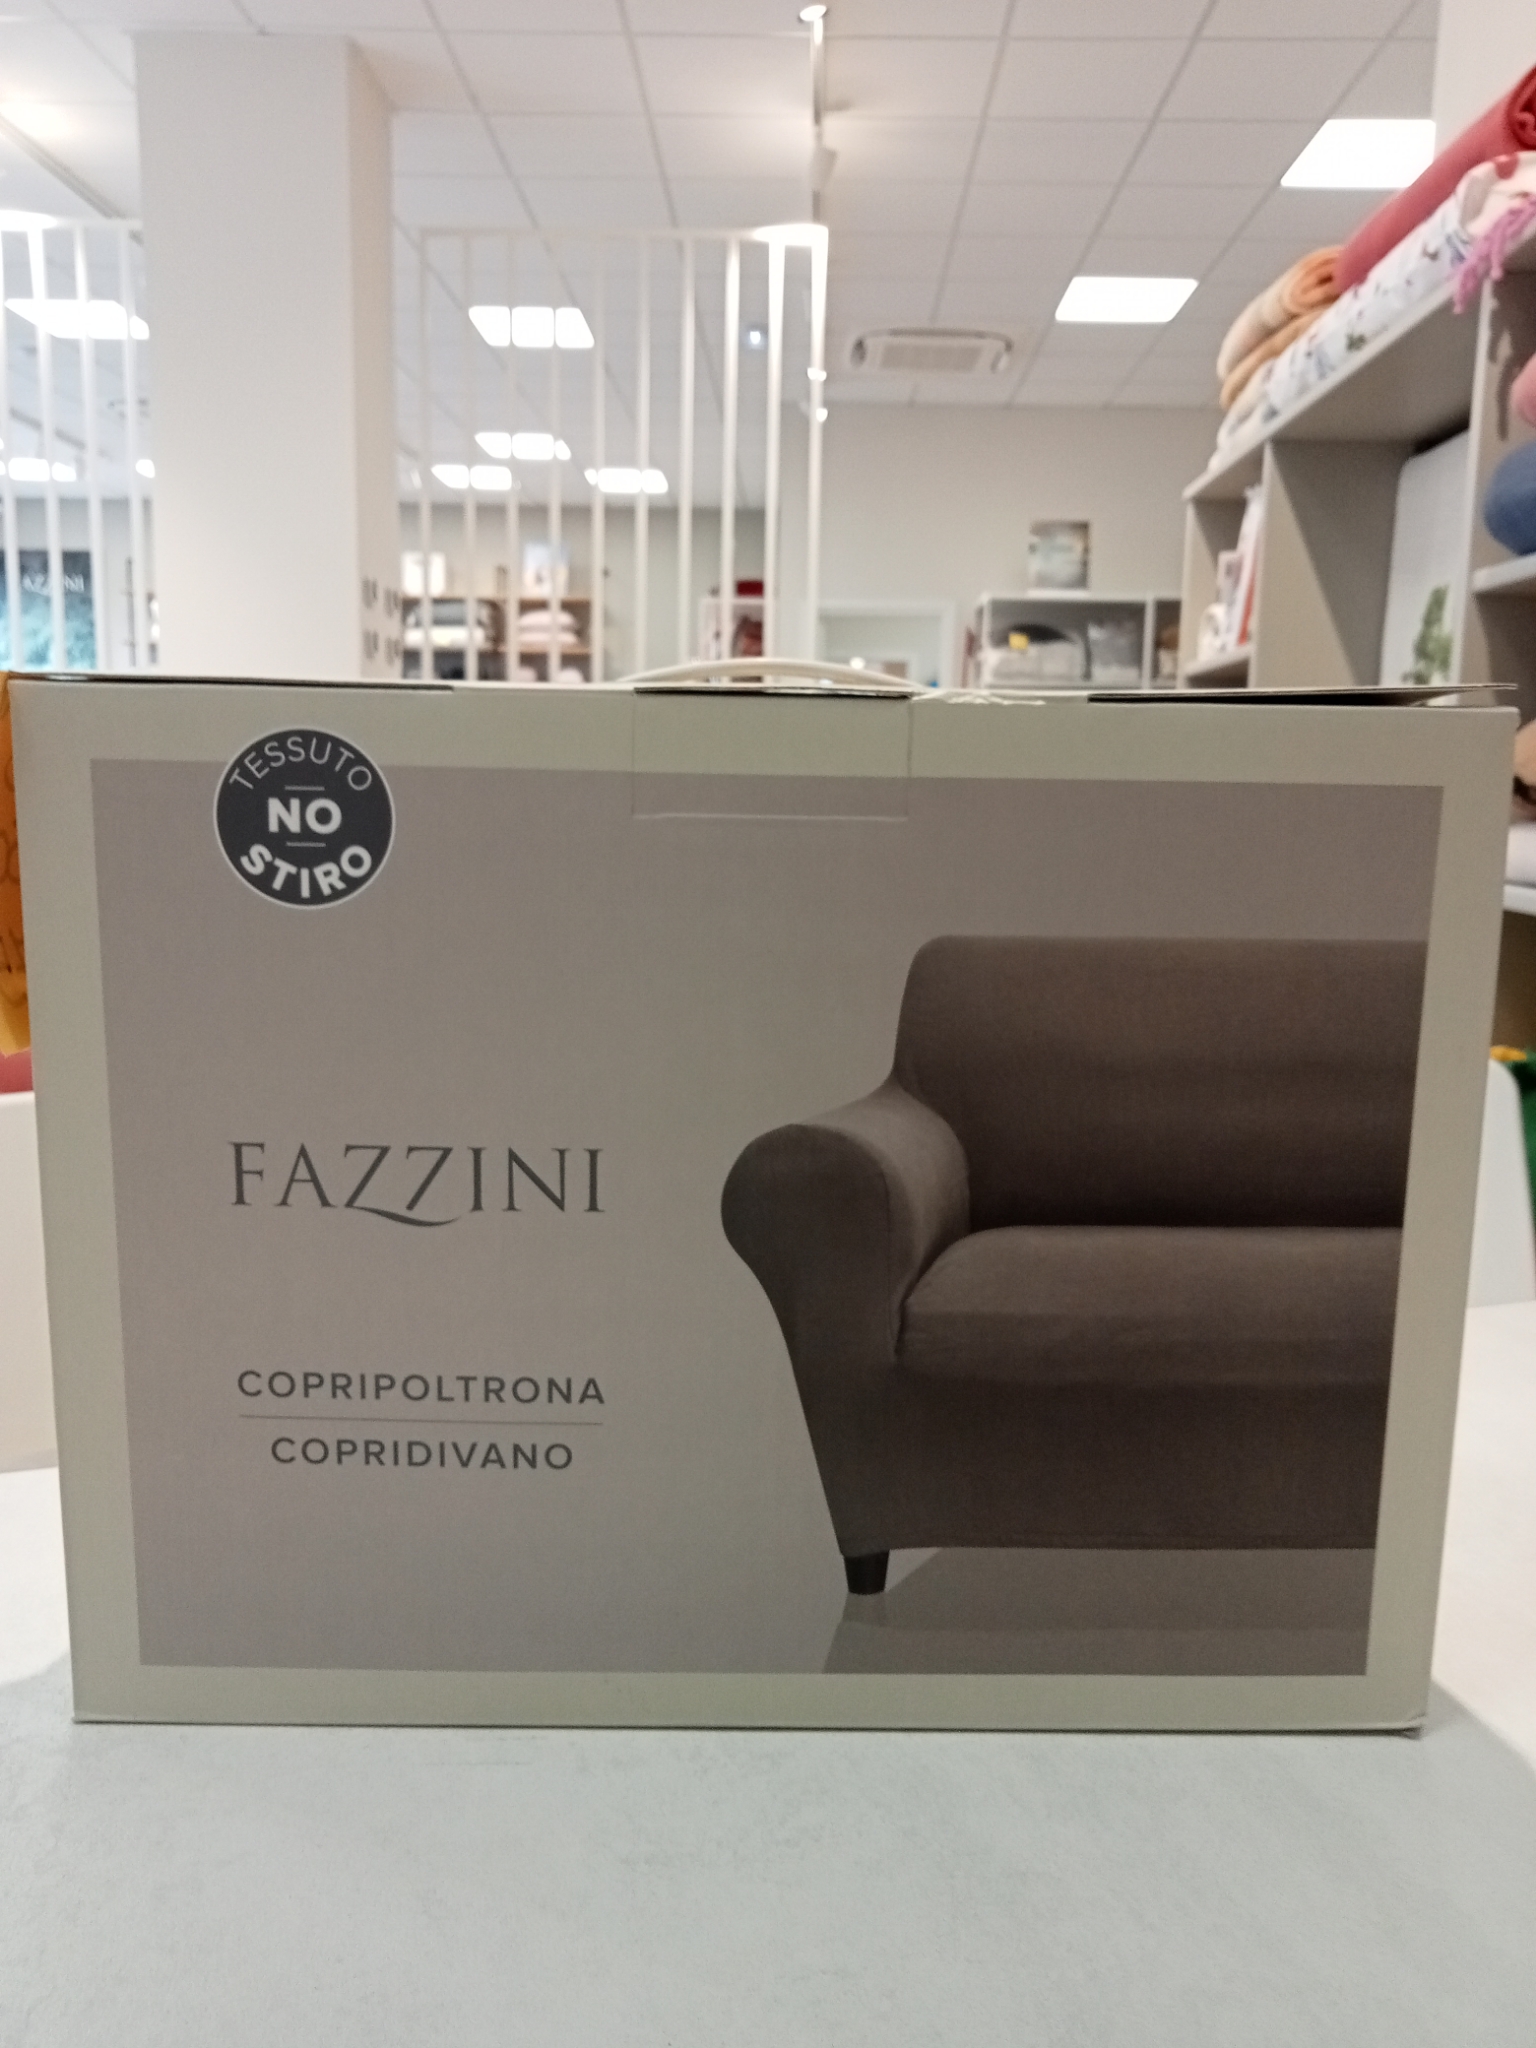 TESSUTO
NO
STIRO
FAZZINI
COPRIPOLTRONA
COPRIDIVANO